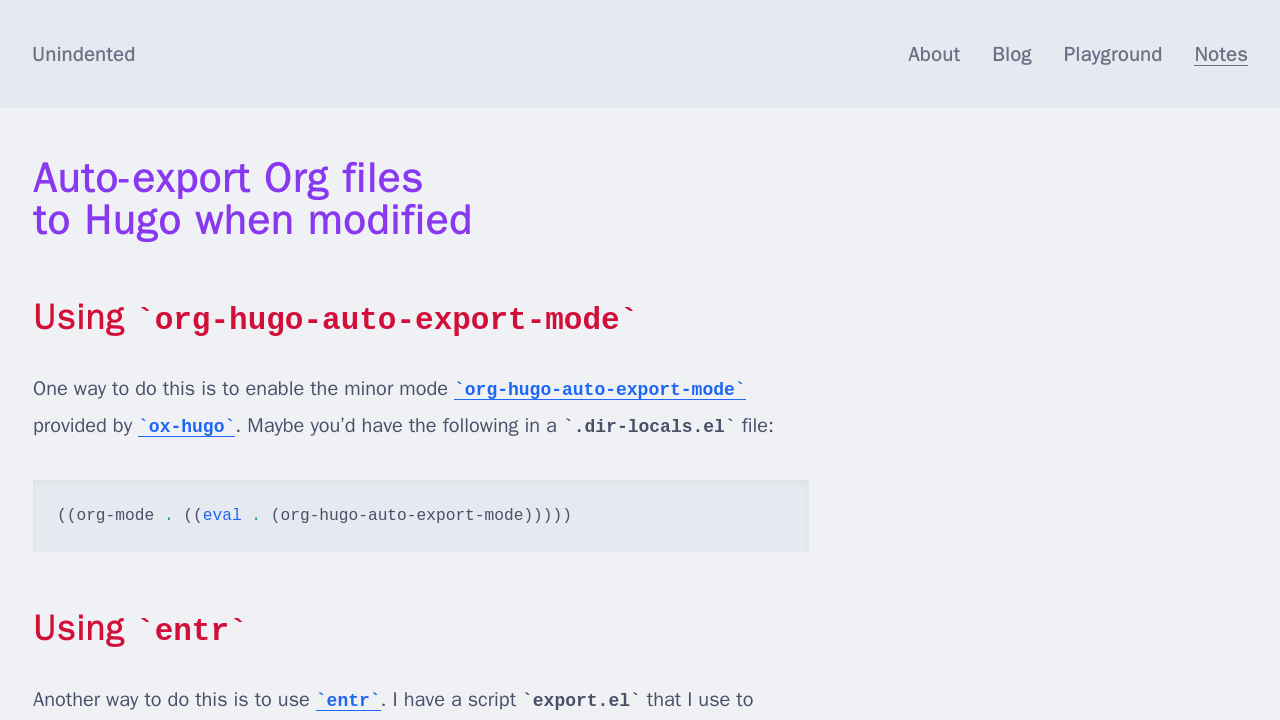 Unindented
About Blog Playground Notes
Auto-export Org files
to Hugo when modified
Using `org-hugo-auto-export-mode`
One way to do this is to enable the minor mode `org-hugo-auto-export-mode`
provided by `ox-hugo`. Maybe you’d have the following in a `.dir-locals.el` file:
((org-mode . ((eval . (org-hugo-auto-export-mode)))))
Using `entr`
Another way to do this is to use `entr`. I have a script `export.el` that I use to